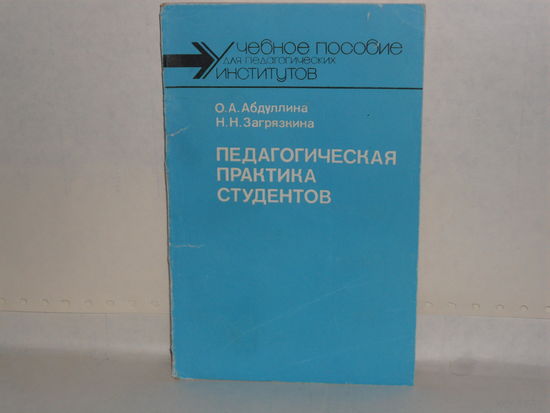 Учебное пособие
для педагогических
институтов
О.А.Абдуллина
Н.Н.Загрязкина
ПЕДАГОГИЧЕСКАЯ
ПРАКТИКА
СТУДЕНТОВ